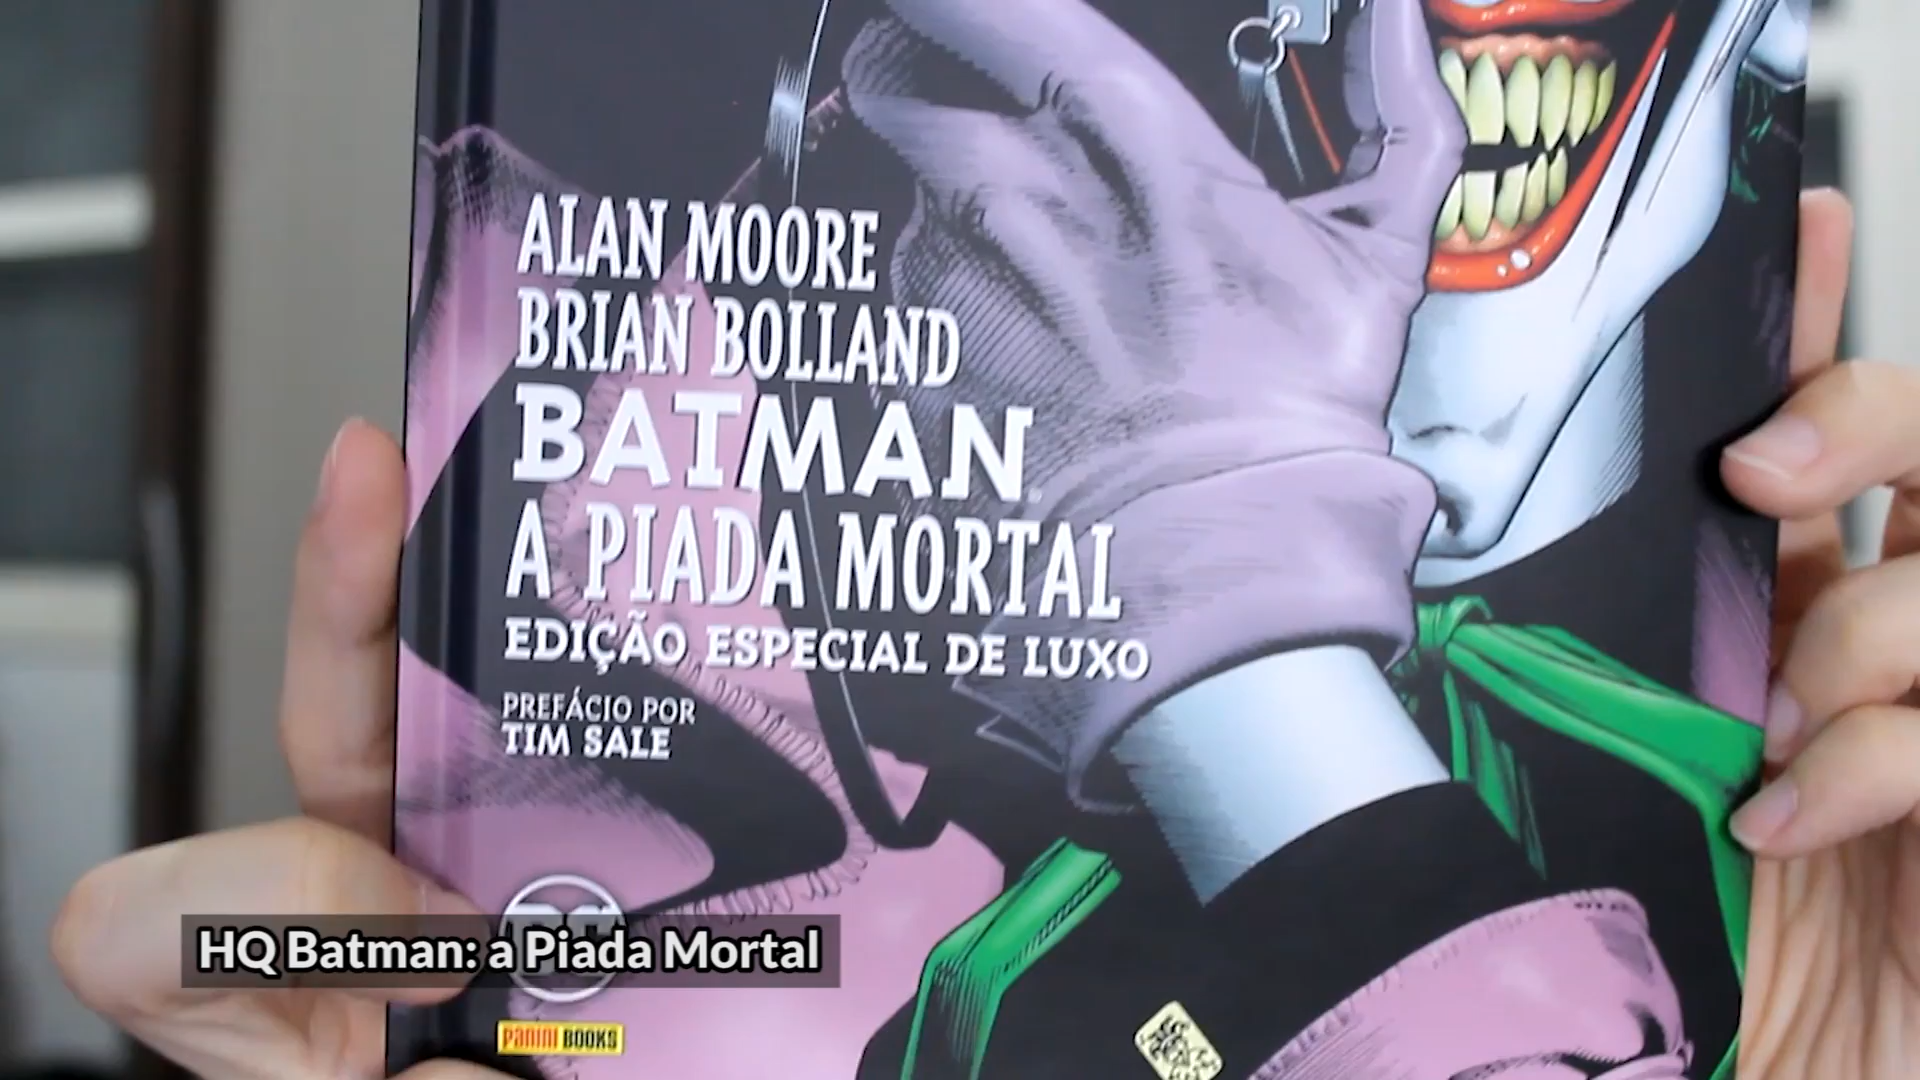 ALAN MOORE
BRIAN BOLLAND
BATMAN
A PIADA MORTAL
EDIÇÃO ESPECIAL DE LUXO
PREFÁCIO POR
TIM SALE
HQ Batman: a Piada Mortal
PANINI BOOKS